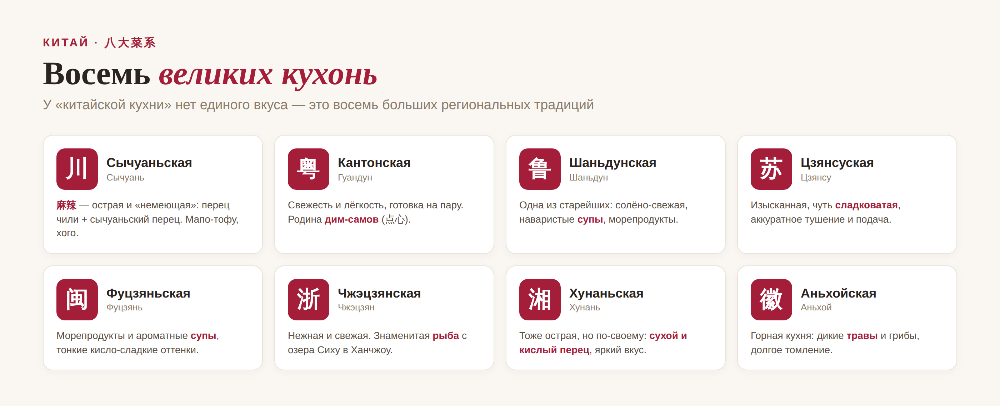 КИТАЙ · 八大菜系
Восемь великих кухонь
У «китайской кухни» нет единого вкуса — это восемь больших региональных традиций
川
Сычуаньская
Сычуань
麻辣 — острая и «немеющая»: перец
чили + сычуаньский перец. Мапо-тофу,
хого.
粤
Кантонская
Гуандун
Свежесть и лёгкость, готовка на пару.
Родина дим-самов (点心).
鲁
Шаньдунская
Шаньдун
Одна из старейших: солёно-свежая,
наваристые супы, морепродукты.
苏
Цзянсуская
Цзянсу
Изысканная, чуть сладковатая,
аккуратное тушение и подача.
闽
Фуцзяньская
Фуцзянь
Морепродукты и ароматные супы,
тонкие кисло-сладкие оттенки.
浙
Чжэцзянская
Чжэцзян
Нежная и свежая. Знаменитая рыба с
озера Сиху в Ханчжоу.
湘
Хунаньская
Хунань
Тоже острая, но по-своему: сухой и
кислый перец, яркий вкус.
徽
Аньхойская
Аньхой
Горная кухня: дикие травы и грибы,
долгое томление.